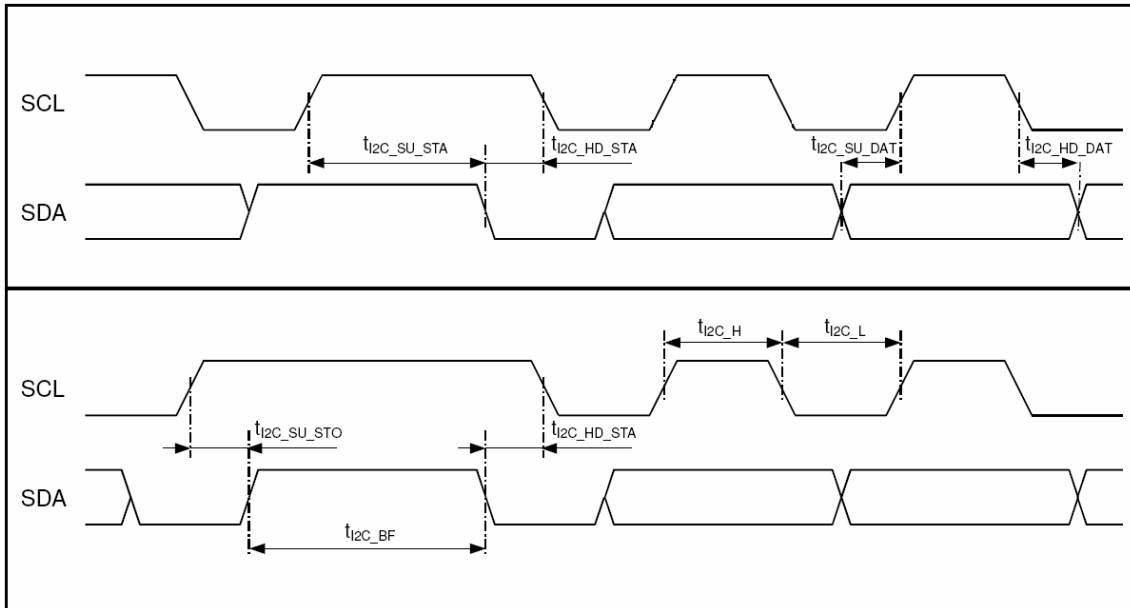 SCL
tI2C_SU_STA
tI2C_HD_STA
tI2C_SU_DAT
tI2C_HD_DAT
SDA
tI2C_H
tI2C_L
SCL
tI2C_SU_STO
tI2C_HD_STA
SDA
tI2C_BF